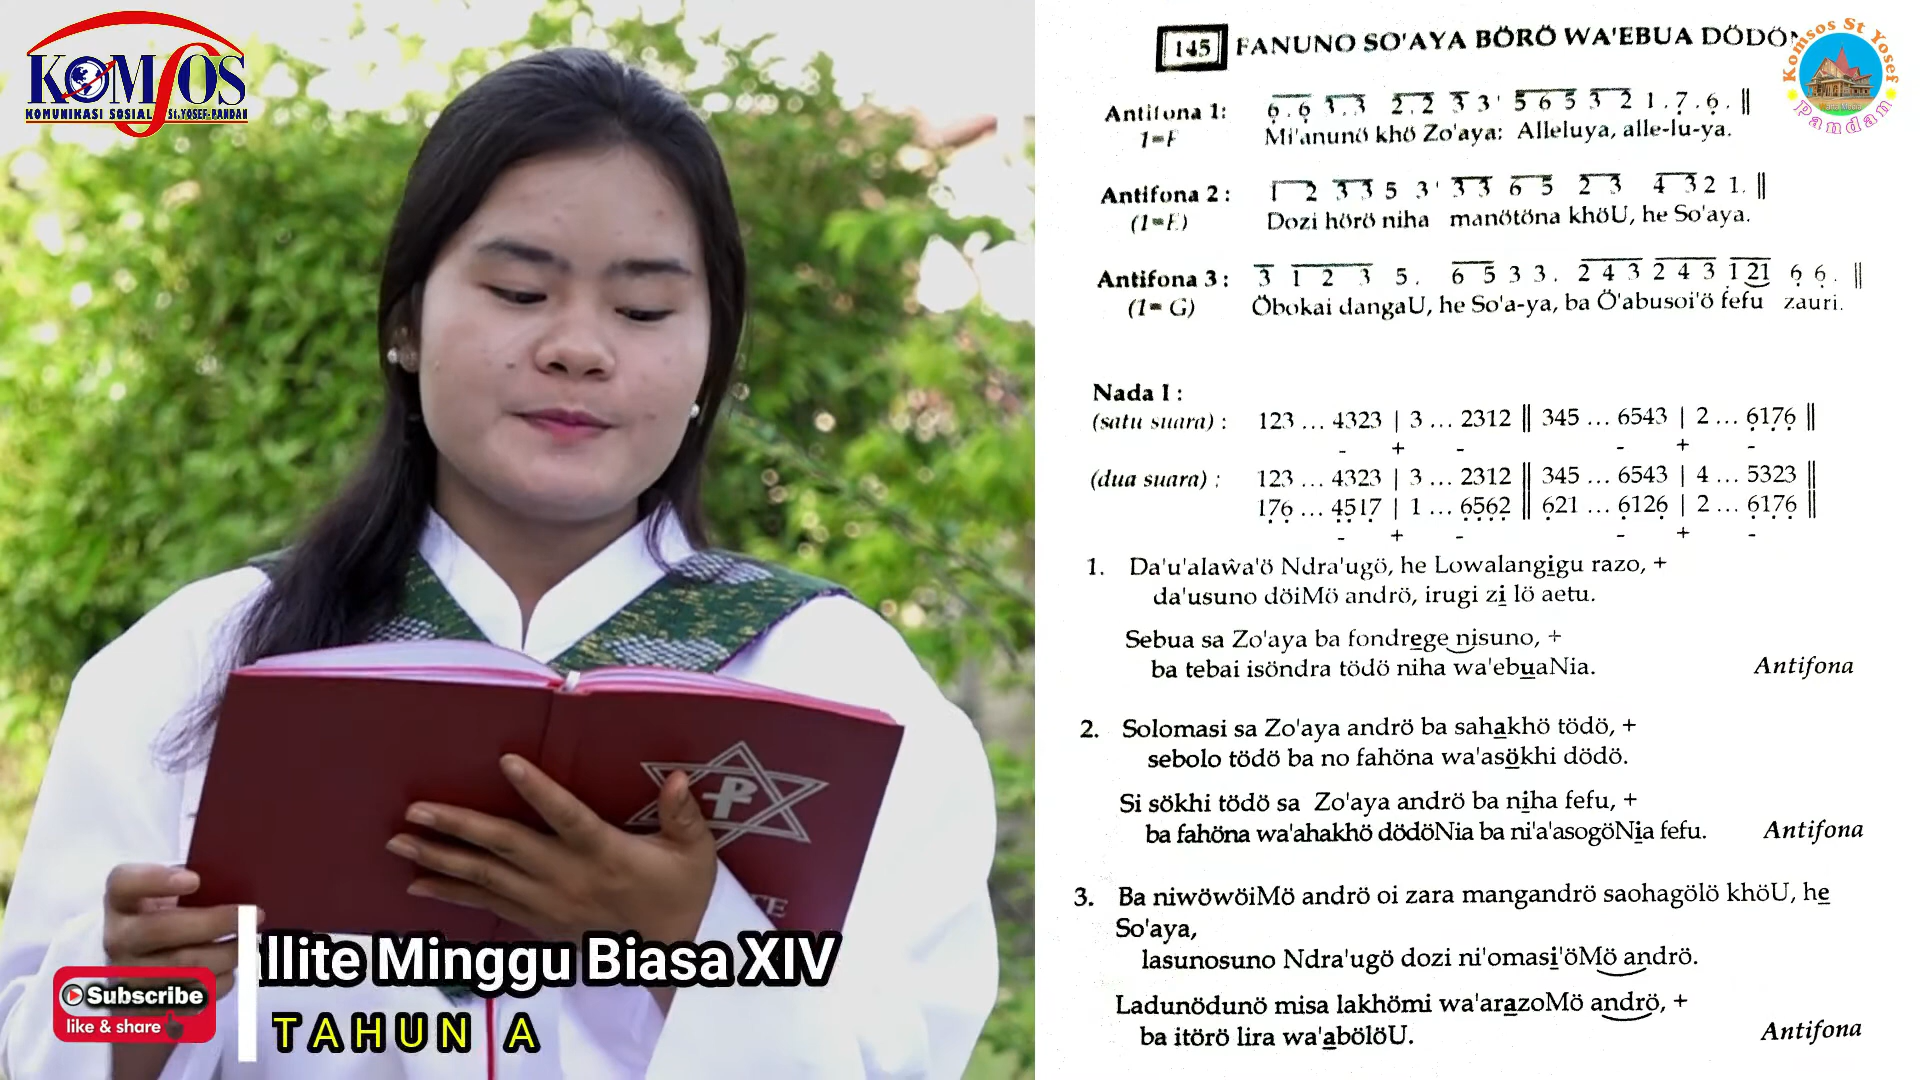 KOMSOS
KOMUNIKASI SOSIAL ST.YOSEF-PANDAN
llite Minggu Biasa XIV
TAHUN A
Subscribe
like & share
Komsos St Yosef
Pandan
145 FANUNO SO'AYA BÖRÖ WA'EBUA DÖDÖ
Antifona 1: 6 . 6 3 . 3 2 . 2 3 3 ' 5 6 5 3 2 1 . 7 . 6 . ||
1=F Mi'anunö khö Zo'aya: Alleluya, alle-lu-ya.
Antifona 2 : 1 2 3 3 5 3 ' 3 3 6 5 2 3 4 3 2 1. ||
(1=E) Dozi hörö niha manötöna khöU, he So'aya.
Antifona 3 : 3 1 2 3 5 . 6 5 3 3 . 2 4 3 2 4 3 1 21 6 6 . ||
(1= G) Öbokai dangaU, he So'a-ya, ba Ö'abusoi'ö fefu zauri.
Nada I :
(satu suara) : 123 ... 4323 | 3 ... 2312 || 345 ... 6543 | 2 ... 6176 ||
- + - - + -
(dua suara) : 123 ... 4323 | 3 ... 2312 || 345 ... 6543 | 4 ... 5323 ||
176 ... 4517 | 1 ... 6562 || 621 ... 6126 | 2 ... 6176 ||
- + - - + -
1. Da'u'alaŵa'ö Ndra'ugö, he Lowalangigu razo, +
da'usuno döiMö andrö, irugi zi lö aetu.
Sebua sa Zo'aya ba fondrege nisuno, +
ba tebai isöndra tödö niha wa'ebuaNia. Antifona
2. Solomasi sa Zo'aya andrö ba sahakhö tödö, +
sebolo tödö ba no fahöna wa'asökhi dödö.
Si sökhi tödö sa Zo'aya andrö ba niha fefu, +
ba fahöna wa'ahakhö dödöNia ba ni'a'asogöNia fefu. Antifona
3. Ba niwöwöiMö andrö oi zara mangandrö saohagölö khöU, he
So'aya,
lasunosuno Ndra'ugö dozi ni'omasi'öMö andrö.
Ladunödunö misa lakhömi wa'arazoMö andrö, +
ba itörö lira wa'abölöU. Antifona